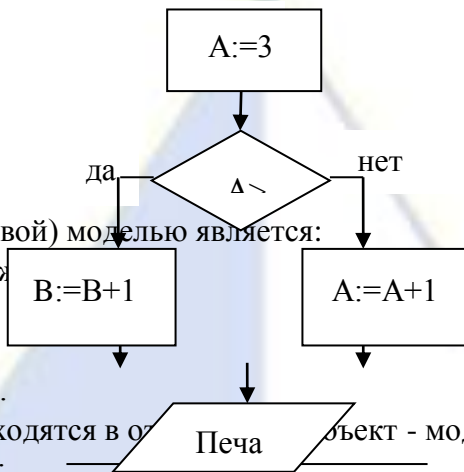 A:=3
да
нет
вой) моделью является:
B:=B+1
A:=A+1
ходятся в
объект - мо
Печа